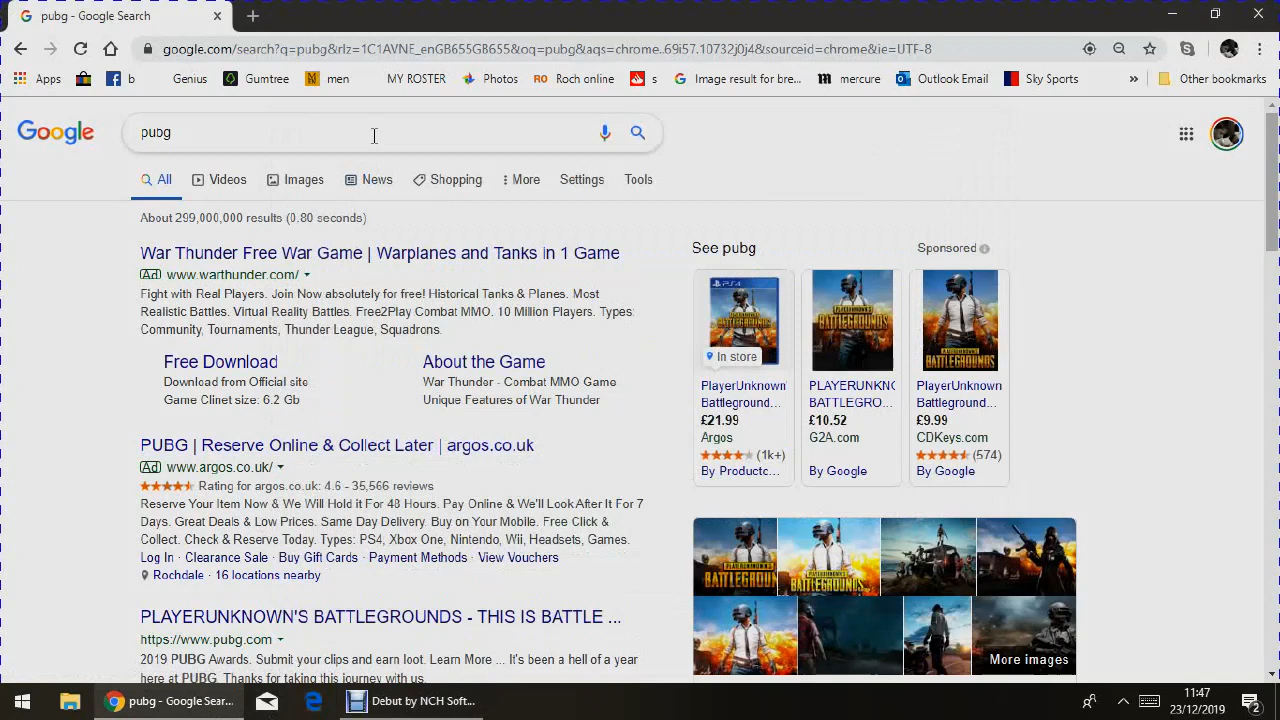 pubg - Google Search
google.com/search?q=pubg&rlz=1C1AVNE_enGB655GB655&oq=pubg&aqs=chrome..69i57.10732j0j4&sourceid=chrome&ie=UTF-8
Apps b Genius Gumtree men MY ROSTER Photos RO Roch online s Image result for bre... mercure Outlook Email Sky Sports » Other bookmarks
Google pubg
All Videos Images News Shopping More Settings Tools
About 299,000,000 results (0.80 seconds)
War Thunder Free War Game | Warplanes and Tanks in 1 Game
Ad www.warthunder.com/
Fight with Real Players. Join Now absolutely for free! Historical Tanks & Planes. Most
Realistic Battles. Virtual Reality Battles. Free2Play Combat MMO. 10 Million Players. Types:
Community, Tournaments, Thunder League, Squadrons.
Free Download
Download from Official site
Game Clinet size: 6.2 Gb
About the Game
War Thunder - Combat MMO Game
Unique Features of War Thunder
PUBG | Reserve Online & Collect Later | argos.co.uk
Ad www.argos.co.uk/
Rating for argos.co.uk: 4.6 - 35,566 reviews
Reserve Your Item Now & We Will Hold it For 48 Hours. Pay Online & We'll Look After It For 7
Days. Great Deals & Low Prices. Same Day Delivery. Buy on Your Mobile. Free Click &
Collect. Check & Reserve Today. Types: PS4, Xbox One, Nintendo, Wii, Headsets, Games.
Log In · Clearance Sale · Buy Gift Cards · Payment Methods · View Vouchers
Rochdale · 16 locations nearby
PLAYERUNKNOWN'S BATTLEGROUNDS - THIS IS BATTLE ...
https://www.pubg.com
2019 PUBG Awards. Submit your clips and earn loot. Learn More ... It's been a hell of a year
here at PUBG. Thanks for taking this journey with us.
See pubg Sponsored
PS4
BATTLEGROUNDS
In store
PlayerUnknown
Battleground...
£21.99
Argos
(1k+)
By Productc...
BATTLEGROUNDS
PLAYERUNKNO
BATTLEGRO...
£10.52
G2A.com
By Google
BATTLEGROUNDS
PlayerUnknown
Battleground...
£9.99
CDKeys.com
(574)
By Google
BATTLEGROUN
BATTLEGROUNDS
More images
pubg - Google Sear...
Debut by NCH Soft...
11:47
23/12/2019
2